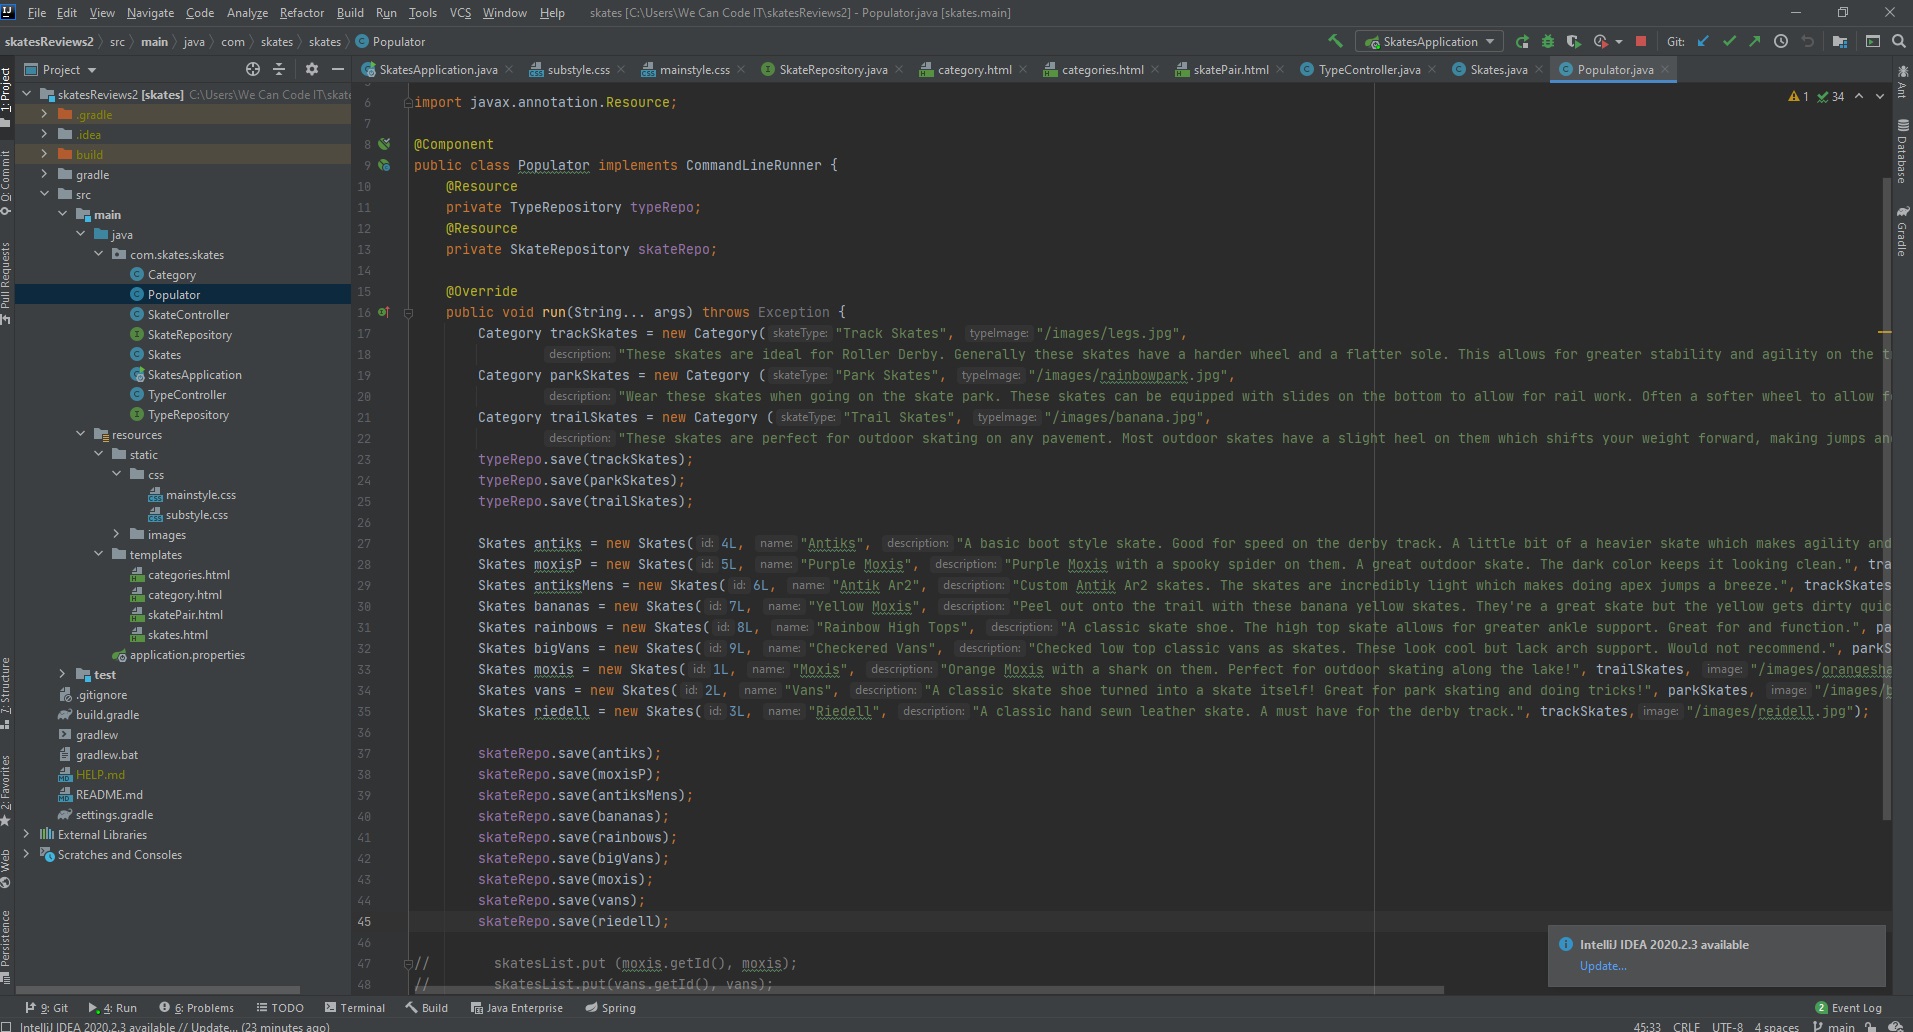 File Edit View Navigate Code Analyze Refactor Build Run Tools VCS Window Help skates [C:\Users\We Can Code IT\skatesReviews2] - Populator.java [skates.main]
skatesReviews2 src main java com skates skates Populator SkatesApplication Git:
Project SkatesApplication.java substyle.css mainstyle.css SkateRepository.java category.html categories.html skatePair.html TypeController.java Skates.java Populator.java
1: Project
0: Commit
Pull Requests
7: Structure
2: Favorites
Web
Persistence
skatesReviews2 [skates] C:\Users\We Can Code IT\skate
.gradle
.idea
build
gradle
src
main
java
com.skates.skates
Category
Populator
SkateController
SkateRepository
Skates
SkatesApplication
TypeController
TypeRepository
resources
static
css
mainstyle.css
substyle.css
images
templates
categories.html
category.html
skatePair.html
skates.html
application.properties
test
.gitignore
build.gradle
gradlew
gradlew.bat
HELP.md
README.md
settings.gradle
External Libraries
Scratches and Consoles
1 34
6 import javax.annotation.Resource;
7
8 @Component
9 public class Populator implements CommandLineRunner {
10 @Resource
11 private TypeRepository typeRepo;
12 @Resource
13 private SkateRepository skateRepo;
14
15 @Override
16 public void run(String... args) throws Exception {
17 Category trackSkates = new Category( skateType: "Track Skates", typeImage: "/images/legs.jpg",
18 description: "These skates are ideal for Roller Derby. Generally these skates have a harder wheel and a flatter sole. This allows for greater stability and agility on the t
19 Category parkSkates = new Category ( skateType: "Park Skates", typeImage: "/images/rainbowpark.jpg",
20 description: "Wear these skates when going on the skate park. These skates can be equipped with slides on the bottom to allow for rail work. Often a softer wheel to allow f
21 Category trailSkates = new Category ( skateType: "Trail Skates", typeImage: "/images/banana.jpg",
22 description: "These skates are perfect for outdoor skating on any pavement. Most outdoor skates have a slight heel on them which shifts your weight forward, making jumps an
23 typeRepo.save(trackSkates);
24 typeRepo.save(parkSkates);
25 typeRepo.save(trailSkates);
26
27 Skates antiks = new Skates( id: 4L, name: "Antiks", description: "A basic boot style skate. Good for speed on the derby track. A little bit of a heavier skate which makes agility and
28 Skates moxisP = new Skates( id: 5L, name: "Purple Moxis", description: "Purple Moxis with a spooky spider on them. A great outdoor skate. The dark color keeps it looking clean.", tra
29 Skates antiksMens = new Skates( id: 6L, name: "Antik Ar2", description: "Custom Antik Ar2 skates. The skates are incredibly light which makes doing apex jumps a breeze.", trackSkates
30 Skates bananas = new Skates( id: 7L, name: "Yellow Moxis", description: "Peel out onto the trail with these banana yellow skates. They're a great skate but the yellow gets dirty quic
31 Skates rainbows = new Skates( id: 8L, name: "Rainbow High Tops", description: "A classic skate shoe. The high top skate allows for greater ankle support. Great for and function.", pa
32 Skates bigVans = new Skates( id: 9L, name: "Checkered Vans", description: "Checked low top classic vans as skates. These look cool but lack arch support. Would not recommend.", parkS
33 Skates moxis = new Skates( id: 1L, name: "Moxis", description: "Orange Moxis with a shark on them. Perfect for outdoor skating along the lake!", trailSkates, image: "/images/orangesha
34 Skates vans = new Skates( id: 2L, name: "Vans", description: "A classic skate shoe turned into a skate itself! Great for park skating and doing tricks!", parkSkates, image: "/images/b
35 Skates riedell = new Skates( id: 3L, name: "Riedell", description: "A classic hand sewn leather skate. A must have for the derby track.", trackSkates, image: "/images/reidell.jpg");
36
37 skateRepo.save(antiks);
38 skateRepo.save(moxisP);
39 skateRepo.save(antiksMens);
40 skateRepo.save(bananas);
41 skateRepo.save(rainbows);
42 skateRepo.save(bigVans);
43 skateRepo.save(moxis);
44 skateRepo.save(vans);
45 skateRepo.save(riedell);
46
47 // skatesList.put (moxis.getId(), moxis);
48 // skatesList.put(vans.getId(), vans);
Ant
Database
Gradle
IntelliJ IDEA 2020.2.3 available
Update...
9: Git 4: Run 6: Problems TODO Terminal Build Java Enterprise Spring 2 Event Log
IntelliJ IDEA 2020.2.3 available // Update... (23 minutes ago) 45:33 CRLF UTF-8 4 spaces main